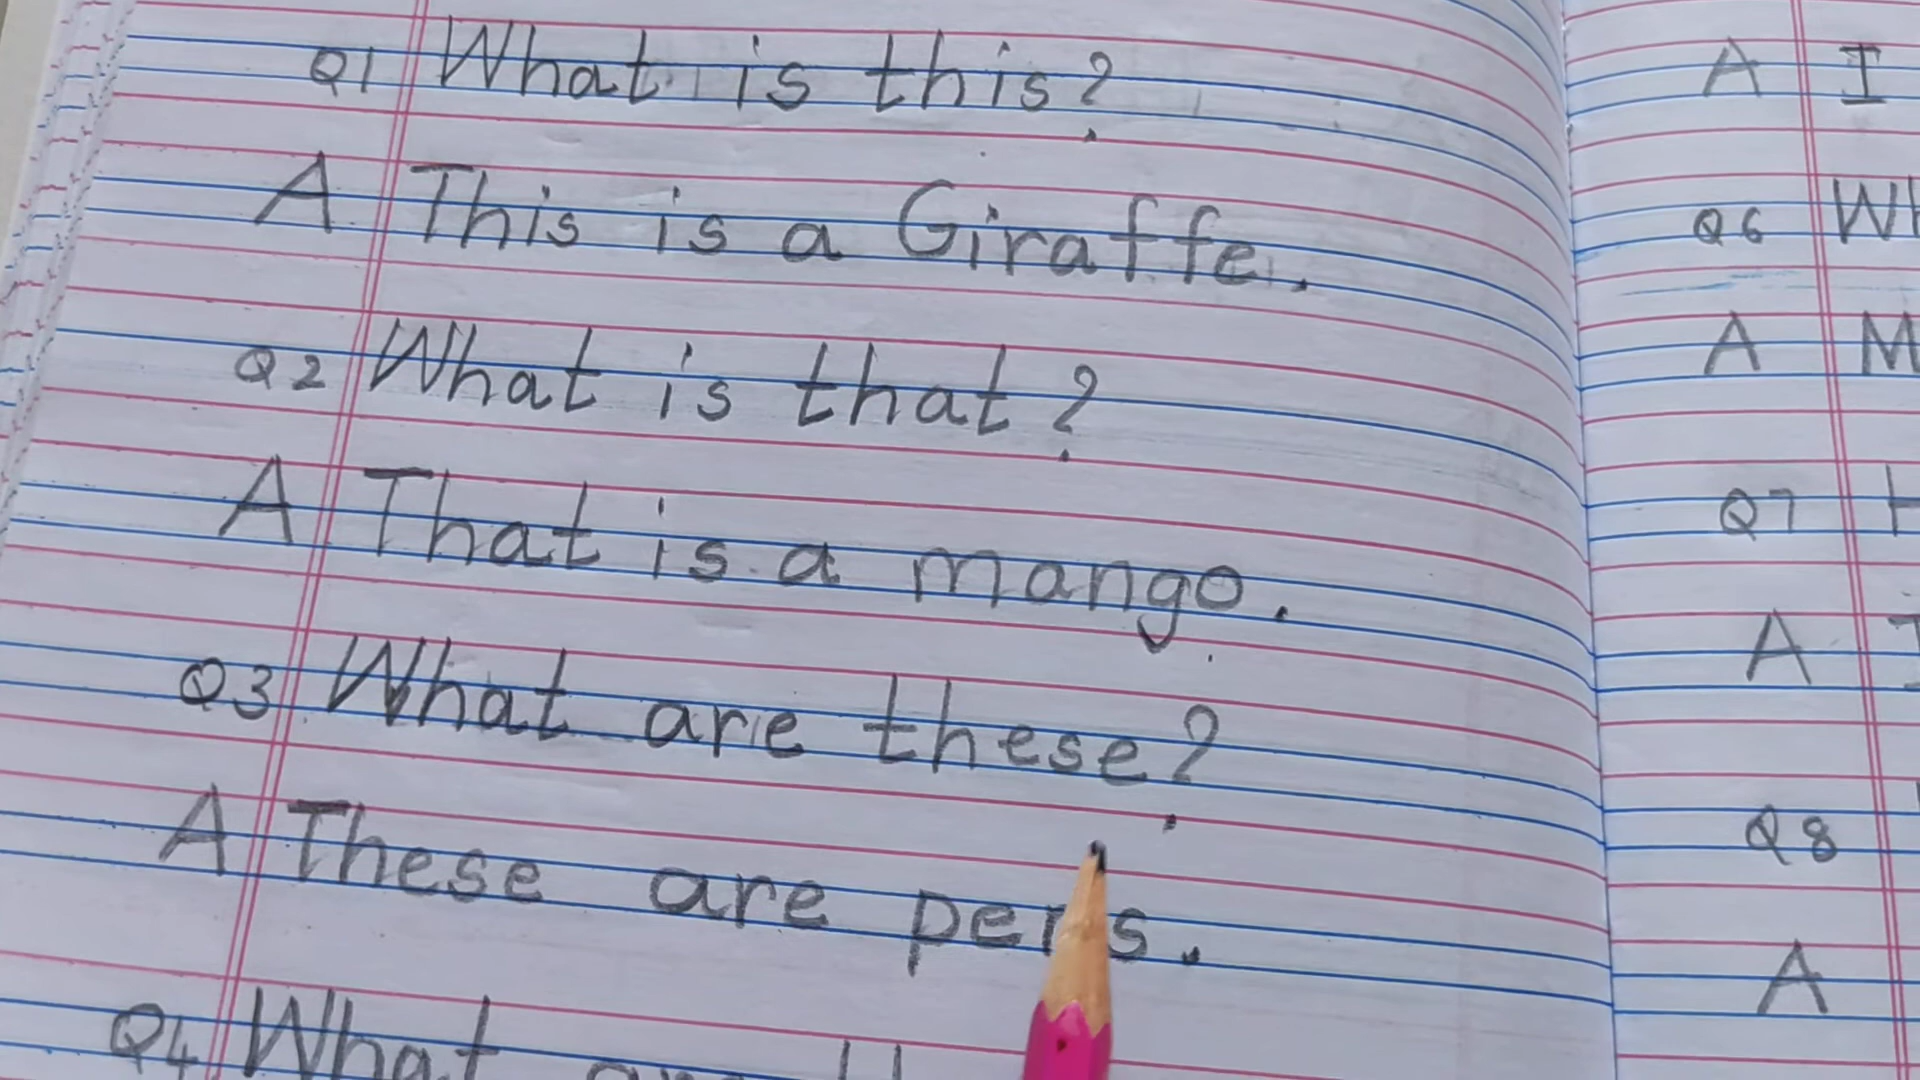 Q1 What is this?
A This is a Giraffe.
Q2 What is that?
A That is a mango.
Q3 What are these?
A These are pens.
Q4 What
A I
Q6
A
Q7
A
Q8
A